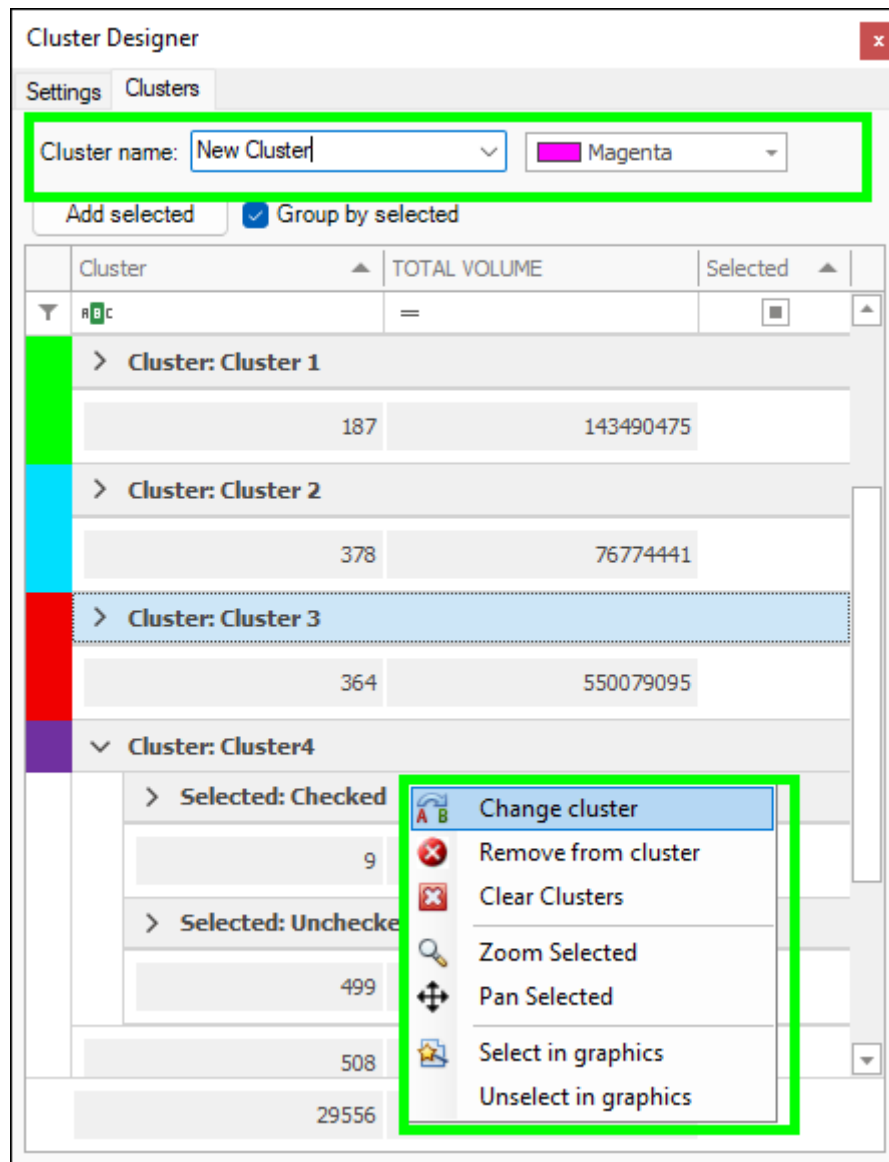 Cluster Designer
x
Settings Clusters
Cluster name: New Cluster Magenta
Add selected Group by selected
Cluster TOTAL VOLUME Selected
ABC =
Cluster: Cluster 1
187 143490475
Cluster: Cluster 2
378 76774441
Cluster: Cluster 3
364 550079095
Cluster: Cluster4
Selected: Checked
A B Change cluster
9 Remove from cluster
Clear Clusters
Selected: Unchecke
Zoom Selected
499 Pan Selected
508 Select in graphics
Unselect in graphics
29556